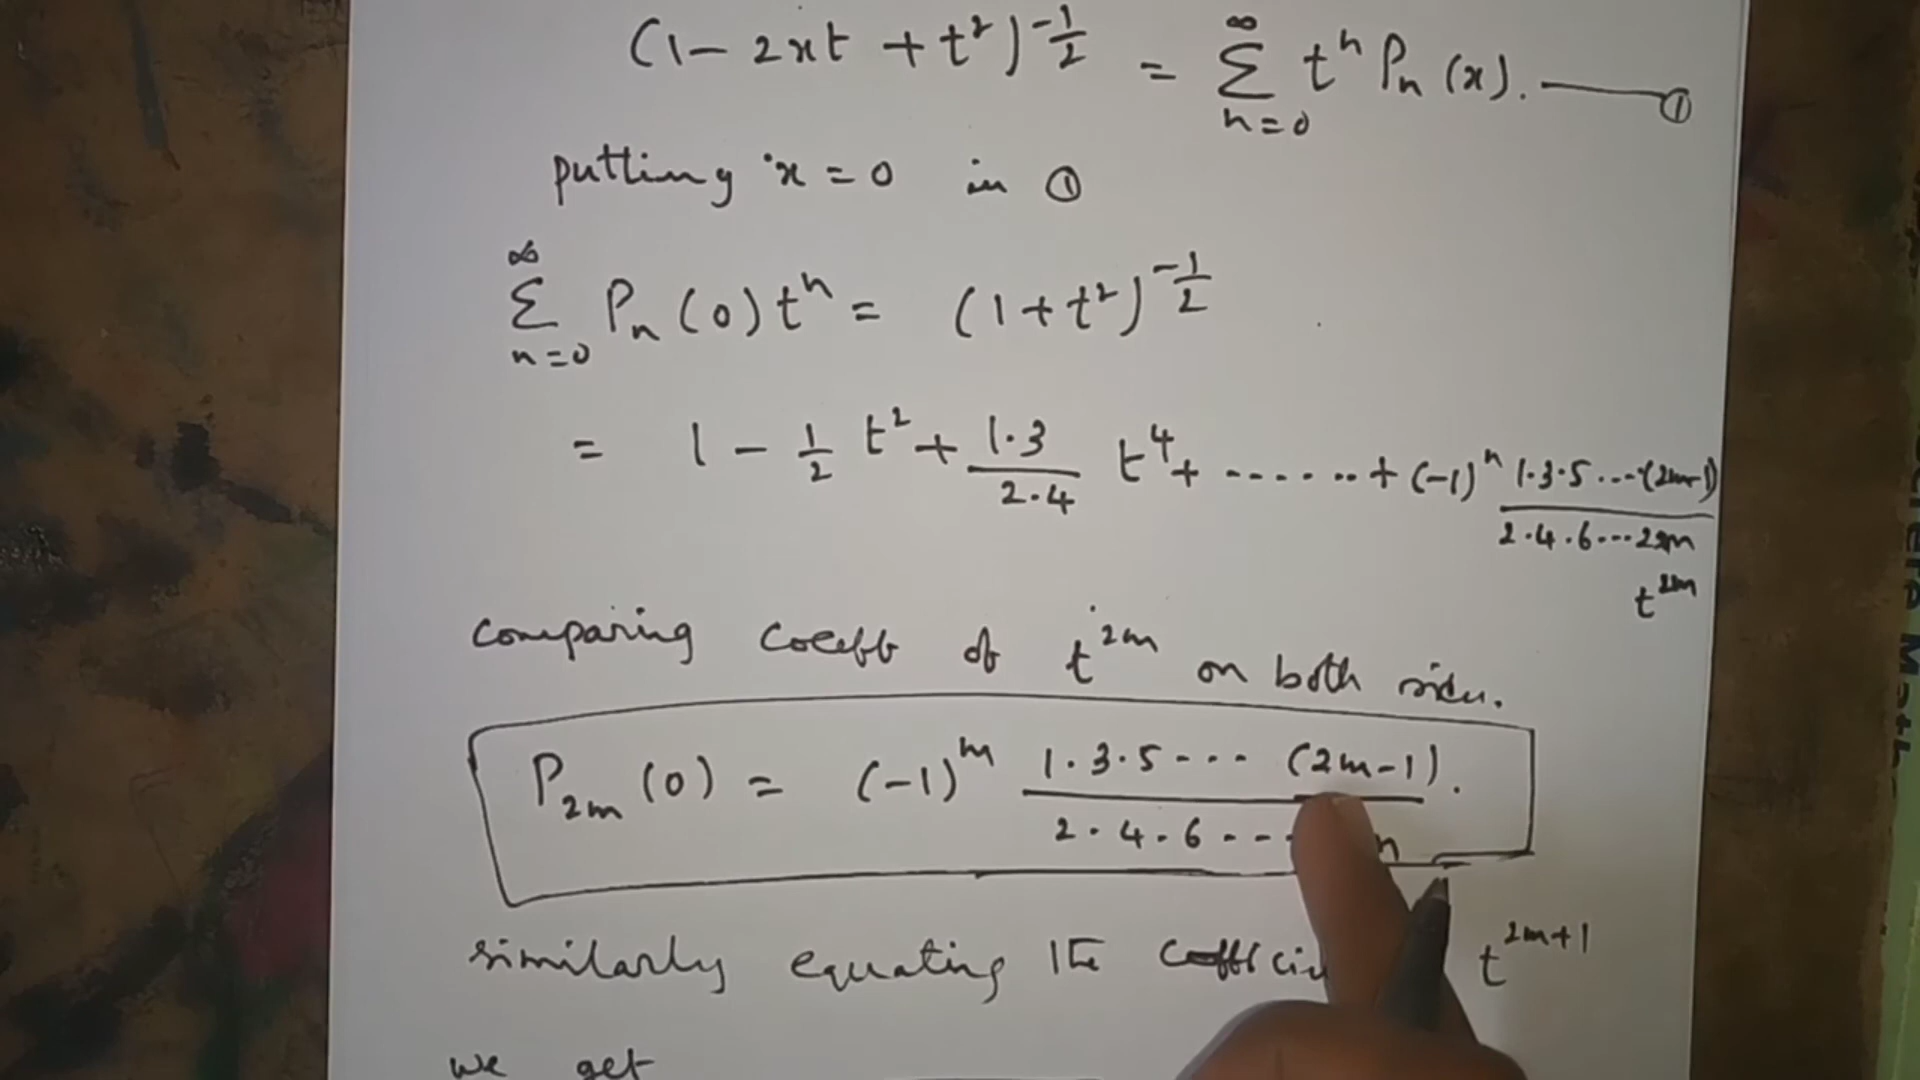 (1 - 2xt + t²)^(-1/2) = Σ_{n=0}^{∞} tⁿ Pₙ(x). —— ①
putting x = 0 in ①
Σ_{n=0}^{∞} Pₙ(0) tⁿ = (1 + t²)^(-1/2)
= 1 - 1/2 t² + (1·3)/(2·4) t⁴ + ...... + (-1)ⁿ (1·3·5...(2m-1))/(2·4·6...2m) t^(2m)
comparing coeff of t^(2m) on both sides.
P_{2m}(0) = (-1)^m (1·3·5--- (2m-1))/(2·4·6---
similarly equating the t^(2m+1)
we get